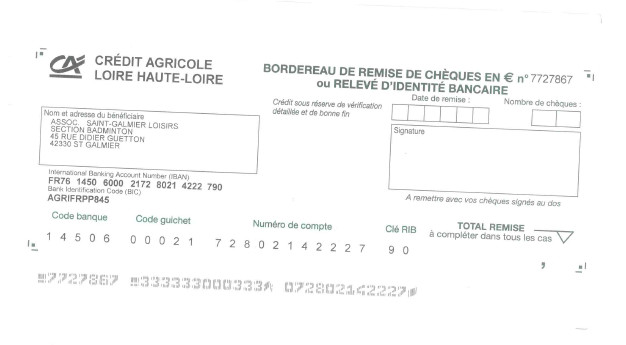 CA CRÉDIT AGRICOLE
LOIRE HAUTE-LOIRE
BORDEREAU DE REMISE DE CHÈQUES EN € n° 7727867
ou RELEVÉ D'IDENTITÉ BANCAIRE
Crédit sous réserve de vérification
détaillée et de bonne fin
Date de remise :
Nombre de chèques :
Nom et adresse du bénéficiaire
ASSOC. SAINT-GALMIER LOISIRS
SECTION BADMINTON
45 RUE DIDIER GUETTON
42330 ST GALMIER
Signature
International Banking Account Number (IBAN)
FR76 1450 6000 2172 8021 4222 790
Bank Identification Code (BIC)
AGRIFRPP845
A remettre avec vos chèques signés au dos
Code banque Code guichet Numéro de compte Clé RIB
14506 00021 72802142227 90
TOTAL REMISE
à compléter dans tous les cas
,
7727867 333333000333 072802142227